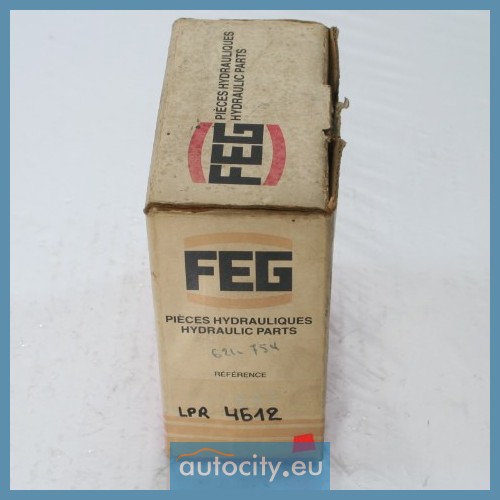 PIÈCES HYDRAULIQUES
HYDRAULIC PARTS
FEG
FEG
PIÈCES HYDRAULIQUES
HYDRAULIC PARTS
RÉFÉRENCE
LPR 4612
autocity.eu